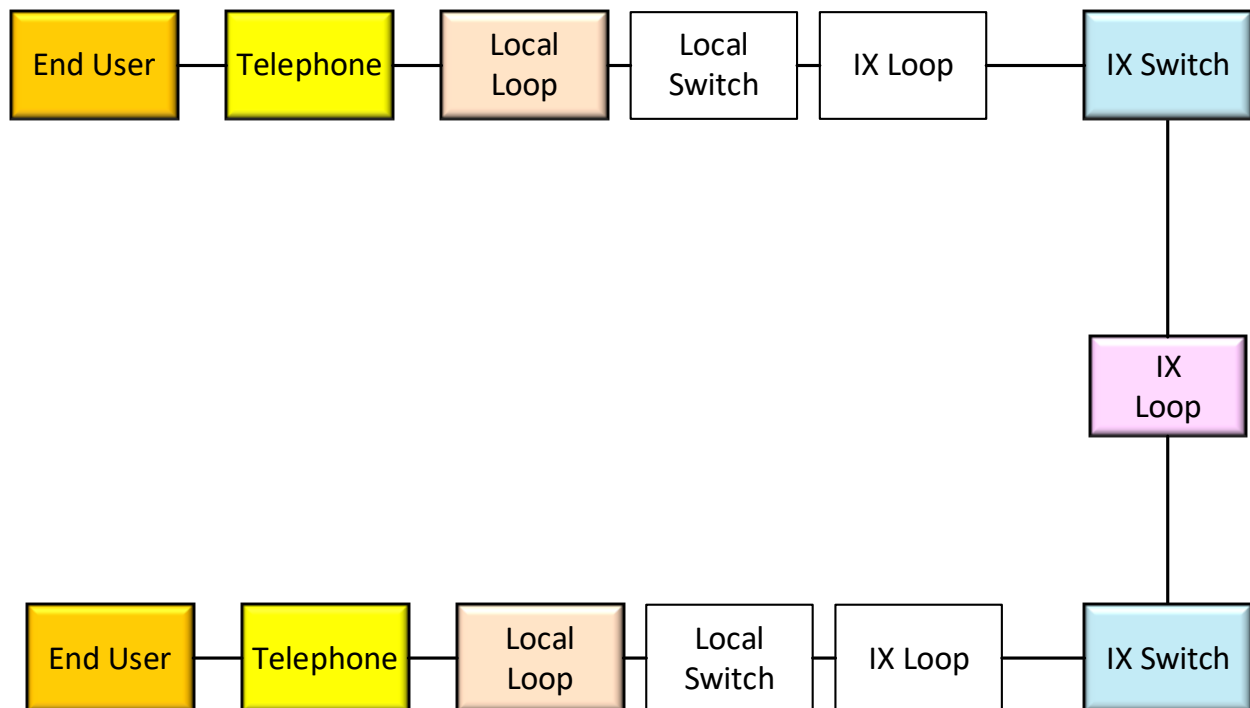 End User
Telephone
Local
Loop
Local
Switch
IX Loop
IX Switch
IX
Loop
End User
Telephone
Local
Loop
Local
Switch
IX Loop
IX Switch